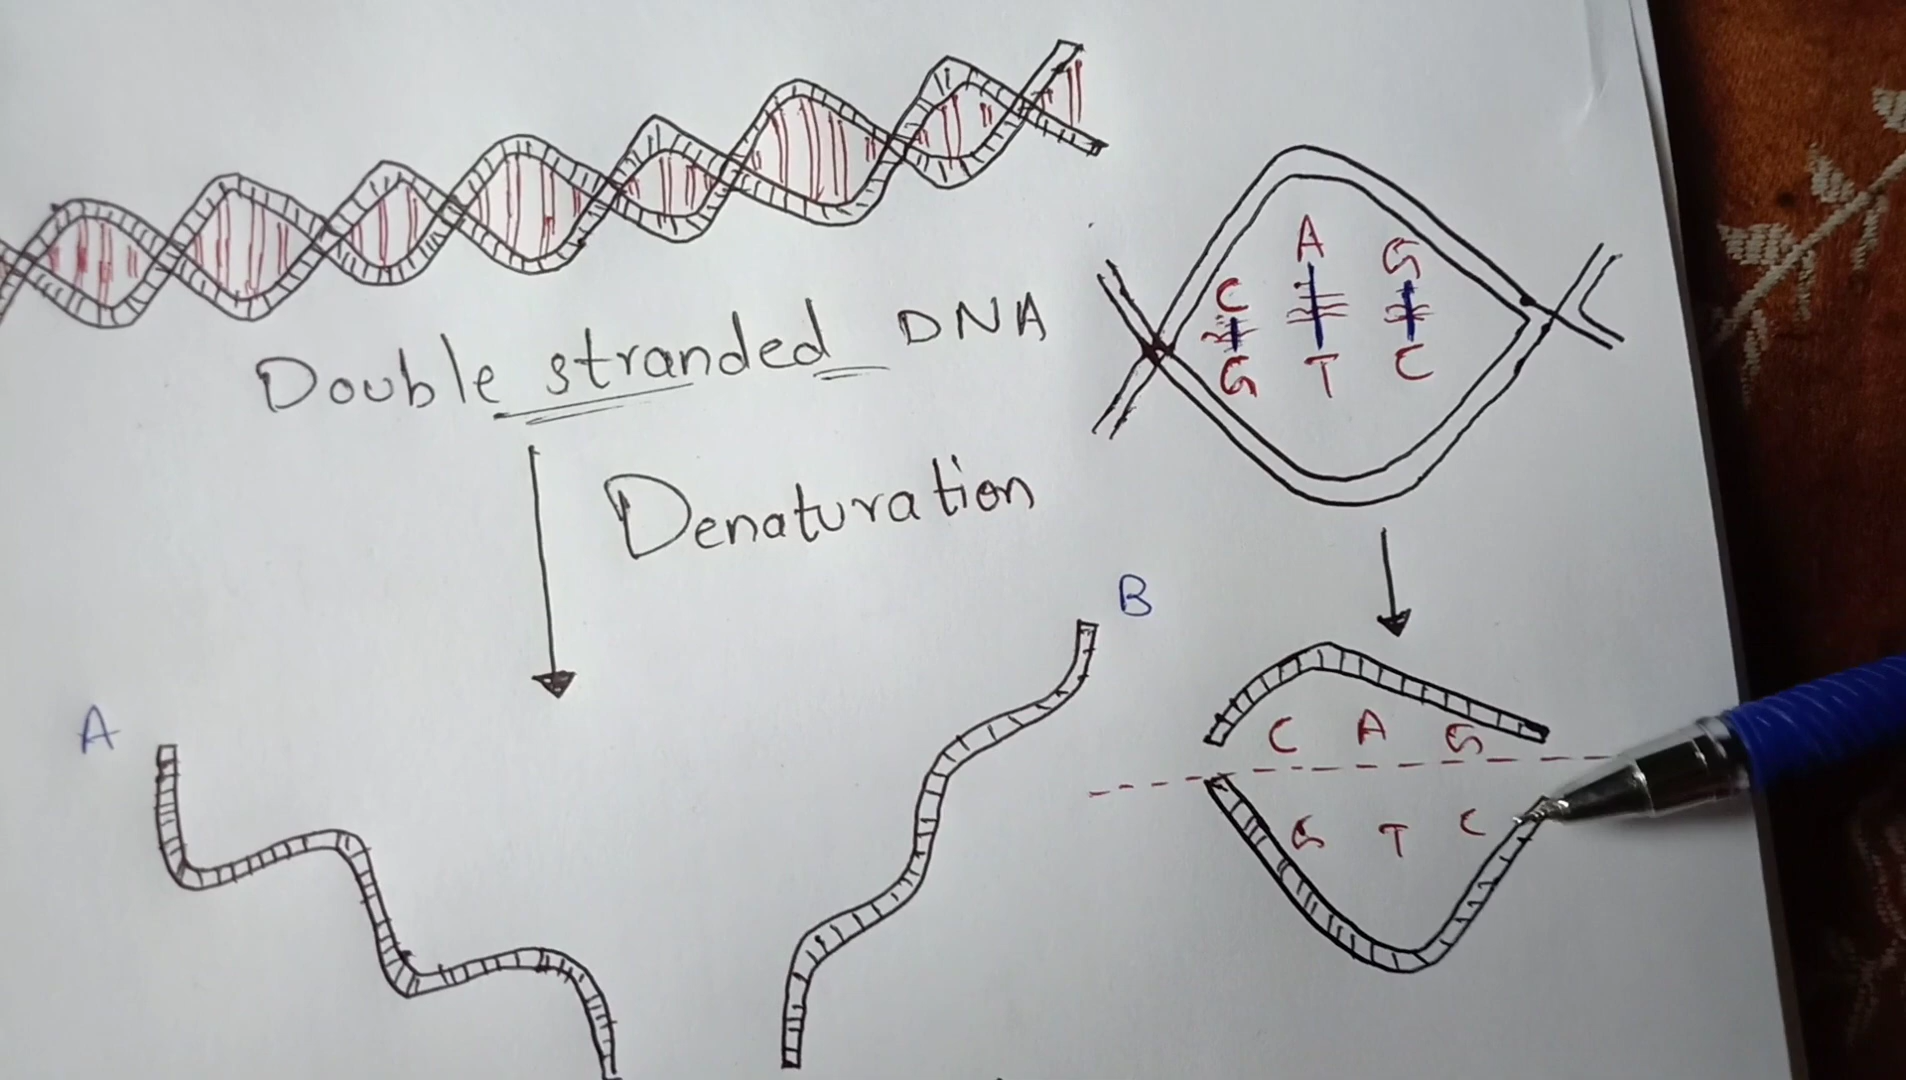 Double stranded DNA
Denaturation
A
B
A G
C
G T C
C A G
G T C